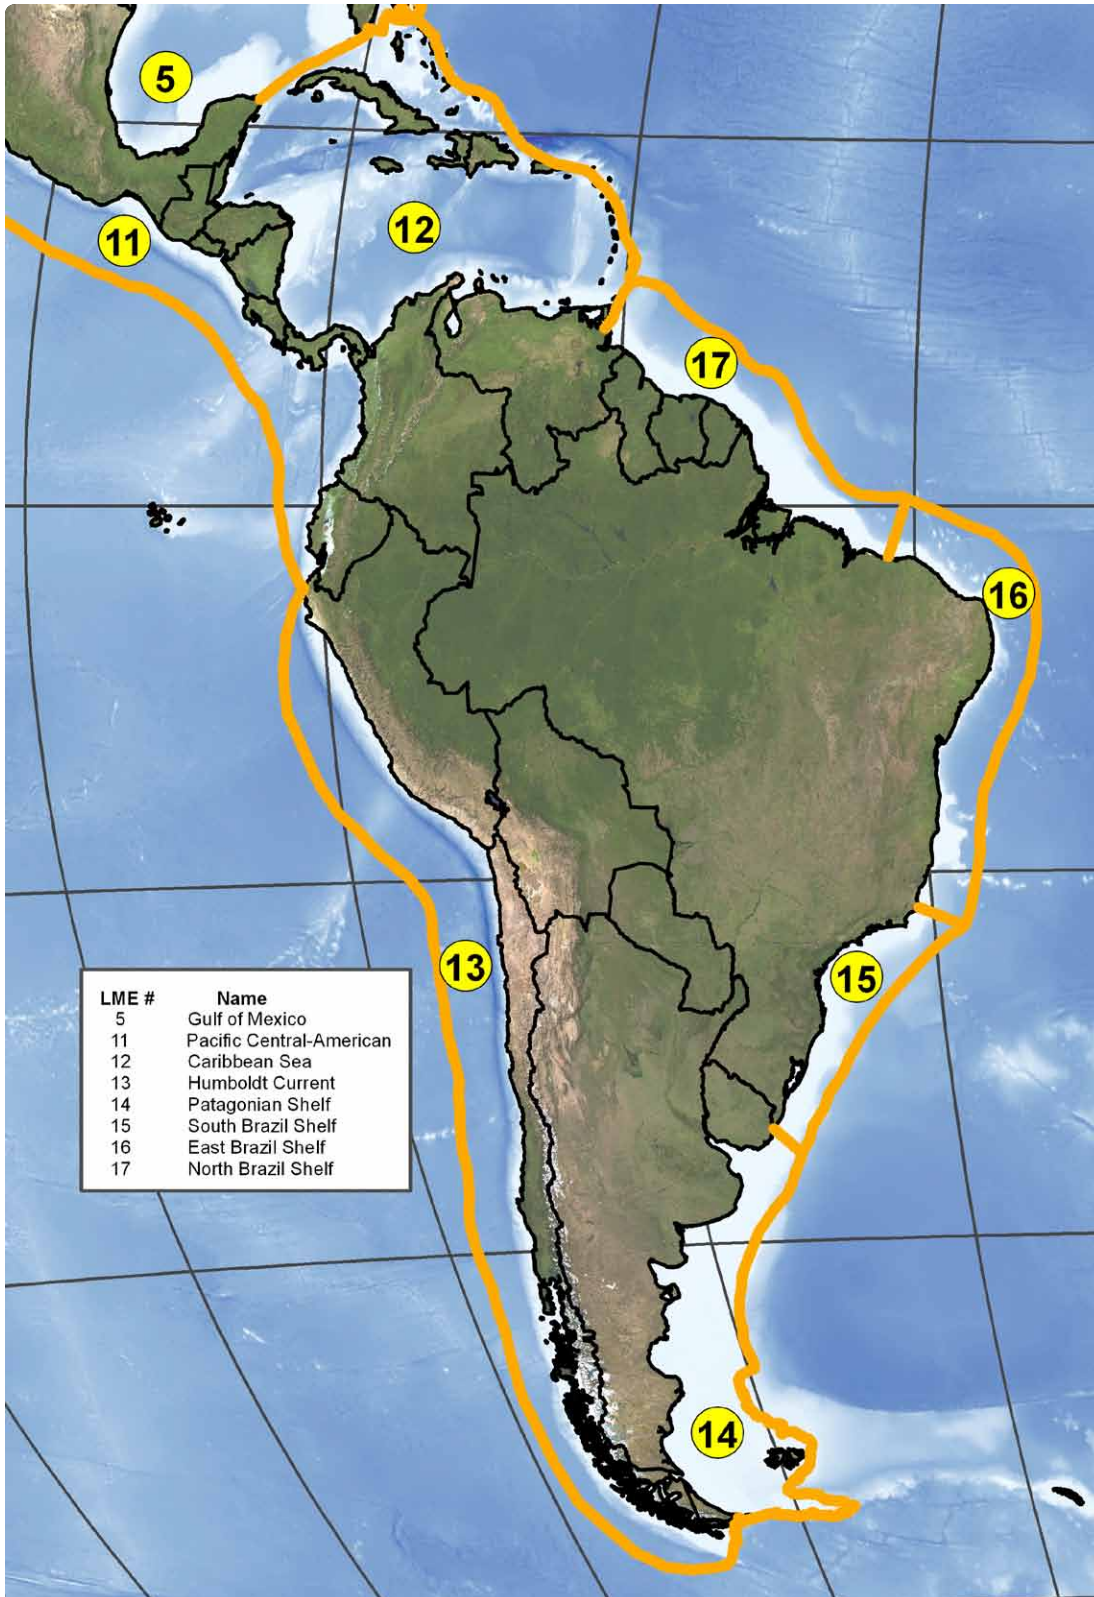 5
12
11
17
16
13
15
LME # Name
5 Gulf of Mexico
11 Pacific Central-American
12 Caribbean Sea
13 Humboldt Current
14 Patagonian Shelf
15 South Brazil Shelf
16 East Brazil Shelf
17 North Brazil Shelf
14